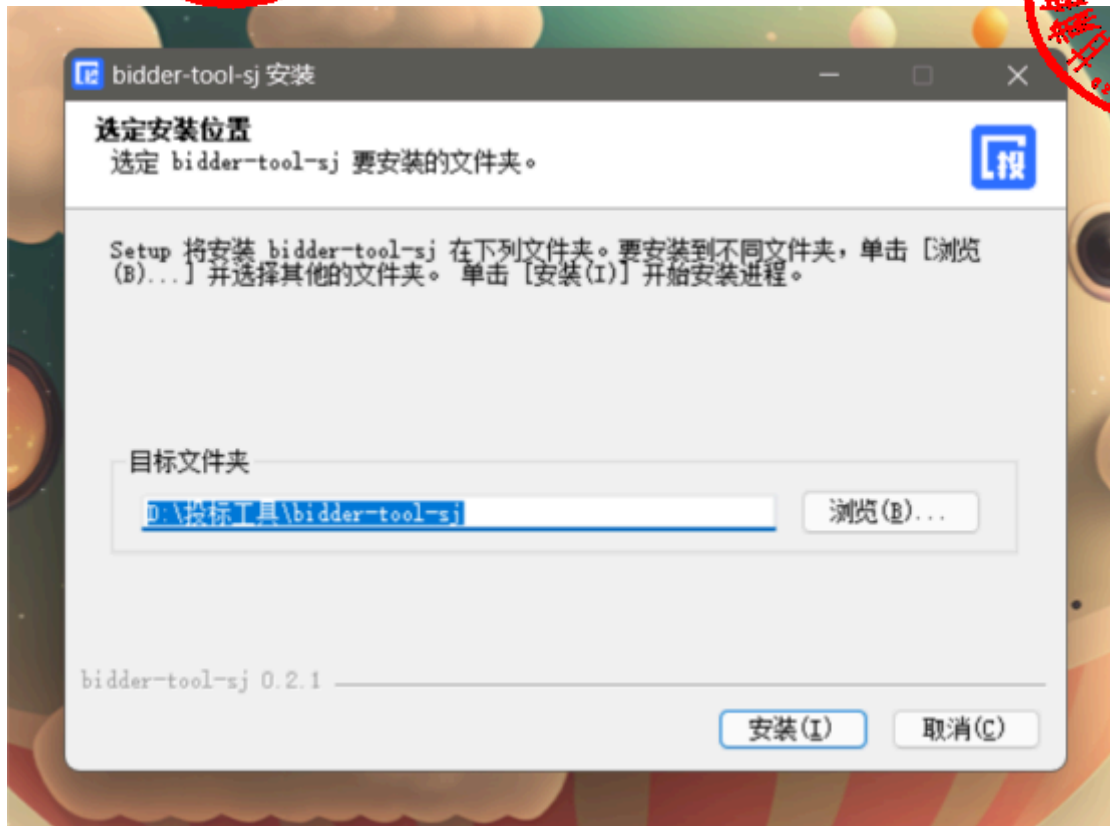 投 bidder-tool-sj 安装
选定安装位置
选定 bidder-tool-sj 要安装的文件夹。
投
Setup 将安装 bidder-tool-sj 在下列文件夹。要安装到不同文件夹，单击 [浏览
(B)...] 并选择其他的文件夹。 单击 [安装(I)] 开始安装进程。
目标文件夹
D:\投标工具\bidder-tool-sj
浏览(B)...
bidder-tool-sj 0.2.1
安装(I)
取消(C)